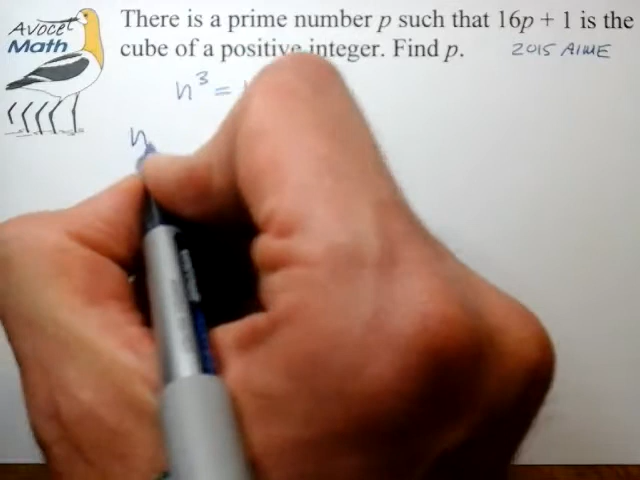 Avocet
Math
There is a prime number p such that 16p + 1 is the
cube of a positive integer. Find p.
2015 AIME
n³ =
n